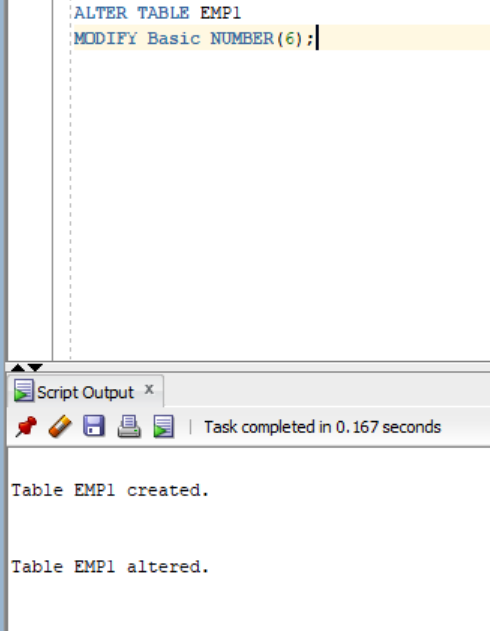 ALTER TABLE EMP1
MODIFY Basic NUMBER(6);
Script Output x
Task completed in 0.167 seconds
Table EMP1 created.
Table EMP1 altered.